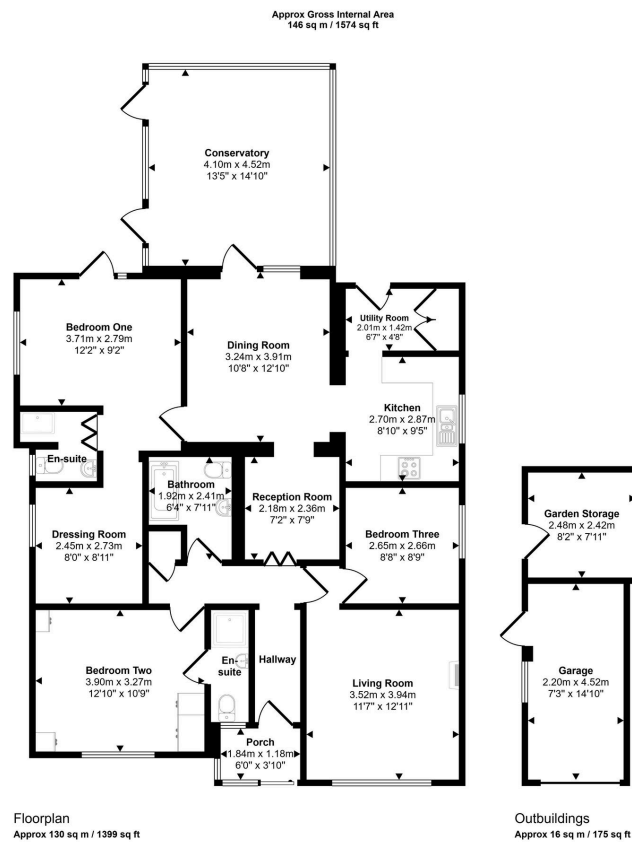 Approx Gross Internal Area
146 sq m / 1574 sq ft
Conservatory
4.10m x 4.52m
13'5" x 14'10"
Bedroom One
3.71m x 2.79m
12'2" x 9'2"
Dining Room
3.24m x 3.91m
10'8" x 12'10"
Utility Room
2.01m x 1.42m
6'7" x 4'8"
Kitchen
2.70m x 2.87m
8'10" x 9'5"
En-suite
Bathroom
1.92m x 2.41m
6'4" x 7'11"
Reception Room
2.18m x 2.36m
7'2" x 7'9"
Dressing Room
2.45m x 2.73m
8'0" x 8'11"
Bedroom Three
2.65m x 2.66m
8'8" x 8'9"
Garden Storage
2.48m x 2.42m
8'2" x 7'11"
Bedroom Two
3.90m x 3.27m
12'10" x 10'9"
En-
suite
Hallway
Living Room
3.52m x 3.94m
11'7" x 12'11"
Garage
2.20m x 4.52m
7'3" x 14'10"
Porch
1.84m x 1.18m
6'0" x 3'10"
Floorplan
Approx 130 sq m / 1399 sq ft
Outbuildings
Approx 16 sq m / 175 sq ft